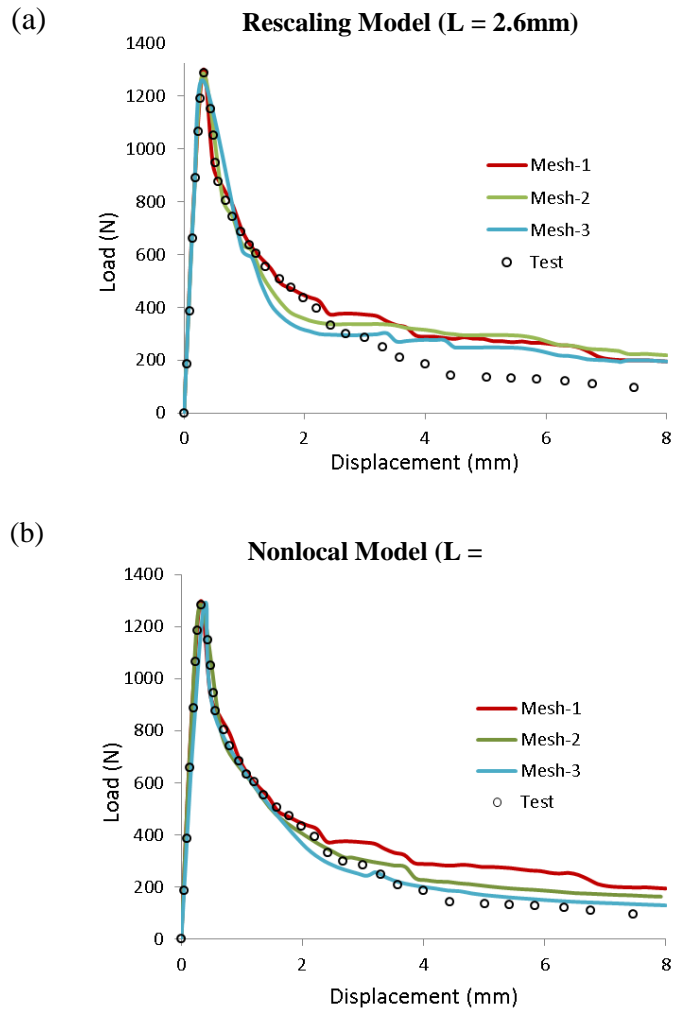 (a)
Rescaling Model (L = 2.6mm)
1400
1200
1000
800
600
400
200
0
Load (N)
Mesh-1
Mesh-2
Mesh-3
Test
0 2 4 6 8
Displacement (mm)
(b)
Nonlocal Model (L =
1400
1200
1000
800
600
400
200
0
Load (N)
Mesh-1
Mesh-2
Mesh-3
Test
0 2 4 6 8
Displacement (mm)